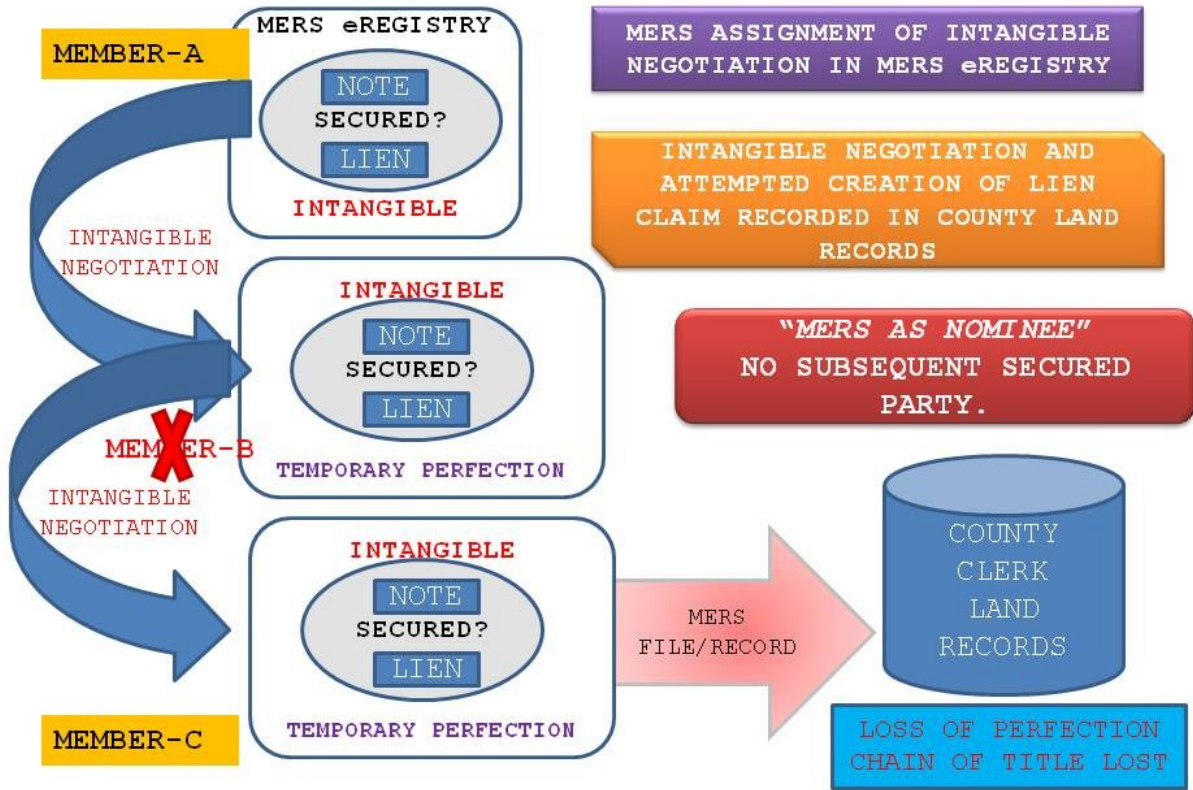 MERS eREGISTRY
MEMBER-A
NOTE
SECURED?
LIEN
INTANGIBLE
INTANGIBLE
NEGOTIATION
INTANGIBLE
NOTE
SECURED?
LIEN
TEMPORARY PERFECTION
MEMBER-B
INTANGIBLE
NEGOTIATION
INTANGIBLE
NOTE
SECURED?
LIEN
TEMPORARY PERFECTION
MEMBER-C
MERS ASSIGNMENT OF INTANGIBLE
NEGOTIATION IN MERS eREGISTRY
INTANGIBLE NEGOTIATION AND
ATTEMPTED CREATION OF LIEN
CLAIM RECORDED IN COUNTY LAND
RECORDS
“MERS AS NOMINEE”
NO SUBSEQUENT SECURED
PARTY.
MERS
FILE/RECORD
COUNTY
CLERK
LAND
RECORDS
LOSS OF PERFECTION
CHAIN OF TITLE LOST